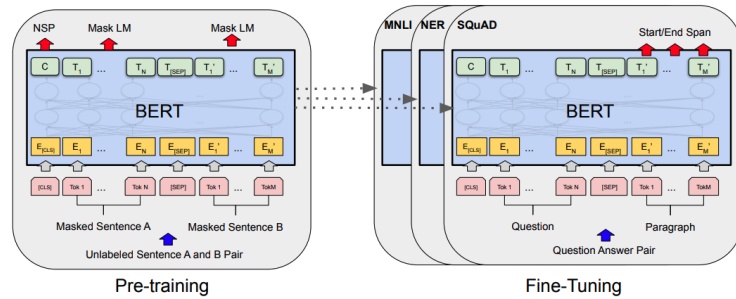 NSP Mask LM Mask LM
C T1 ... TN T[SEP] T1' ... TM'
BERT
E[CLS] E1 ... EN E[SEP] E1' ... EM'
[CLS] Tok 1 ... Tok N [SEP] Tok 1 ... TokM
Masked Sentence A Masked Sentence B
Unlabeled Sentence A and B Pair
Pre-training
MNLI NER SQuAD
Start/End Span
C T1 ... TN T[SEP] T1' ... TM'
BERT
E[CLS] E1 ... EN E[SEP] E1' ... EM'
[CLS] Tok 1 ... Tok N [SEP] Tok 1 ... TokM
Question Paragraph
Question Answer Pair
Fine-Tuning